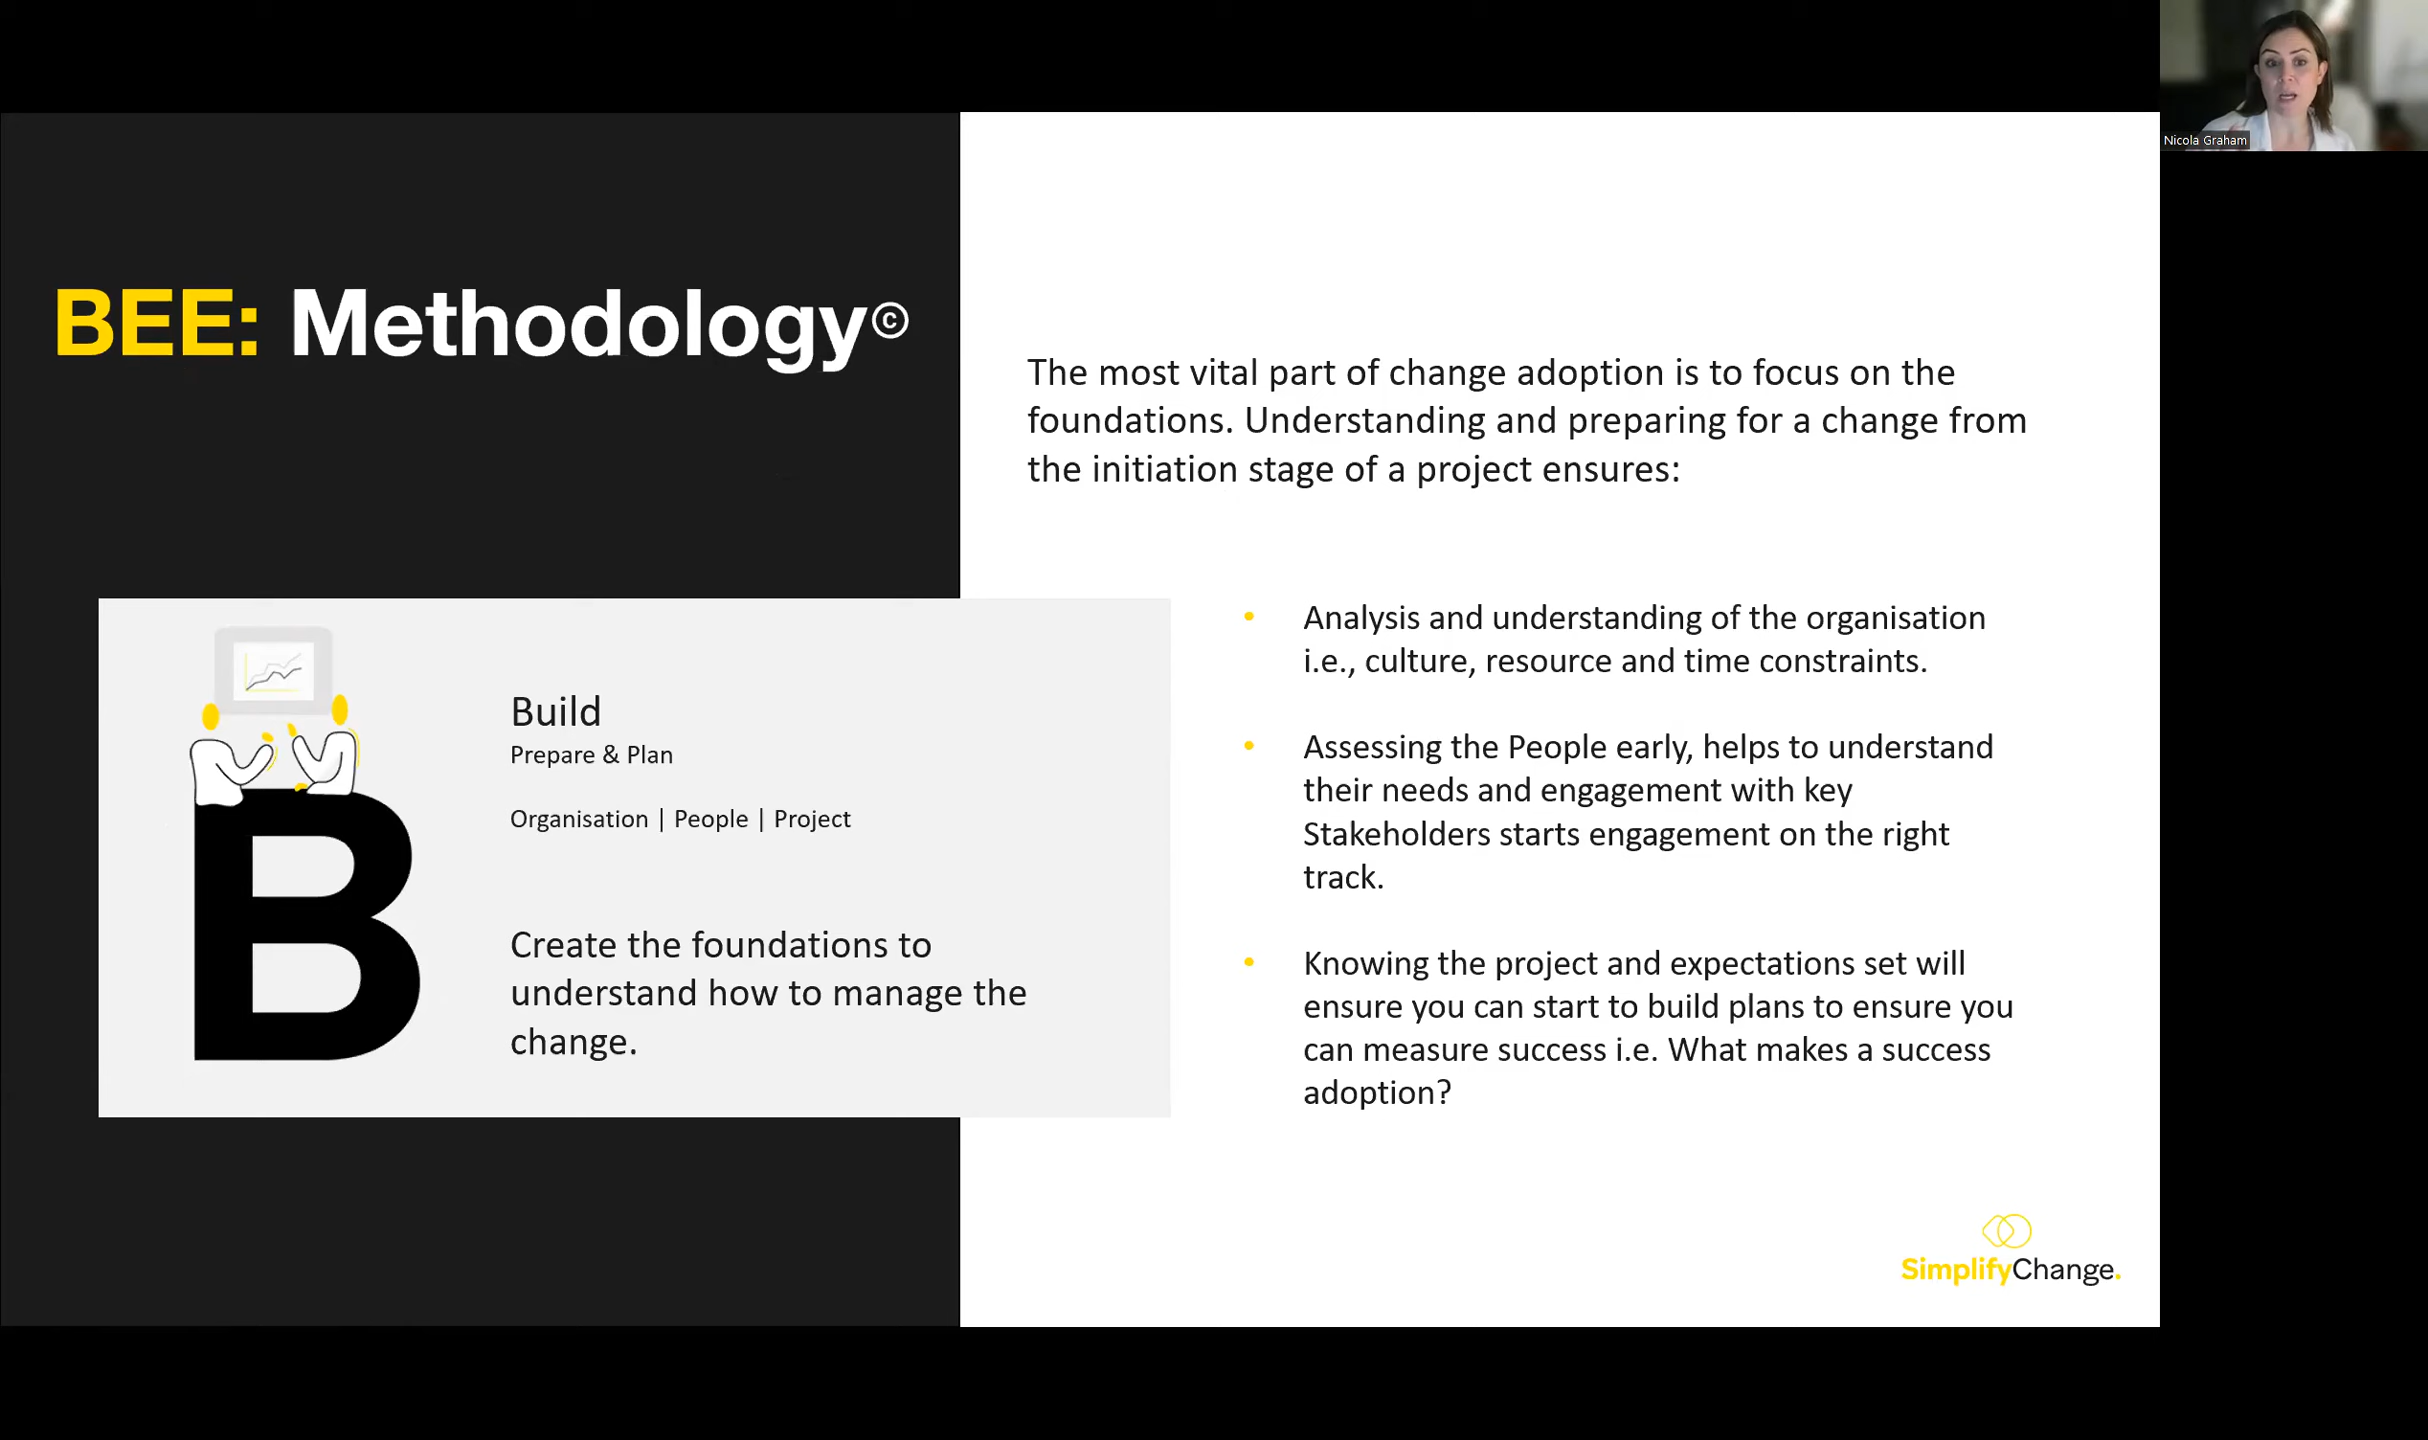 Nicola Graham
BEE: Methodology©
The most vital part of change adoption is to focus on the
foundations. Understanding and preparing for a change from
the initiation stage of a project ensures:
B
Build
Prepare & Plan
Organisation | People | Project
Create the foundations to
understand how to manage the
change.
• Analysis and understanding of the organisation
i.e., culture, resource and time constraints.
• Assessing the People early, helps to understand
their needs and engagement with key
Stakeholders starts engagement on the right
track.
• Knowing the project and expectations set will
ensure you can start to build plans to ensure you
can measure success i.e. What makes a success
adoption?
SimplifyChange.